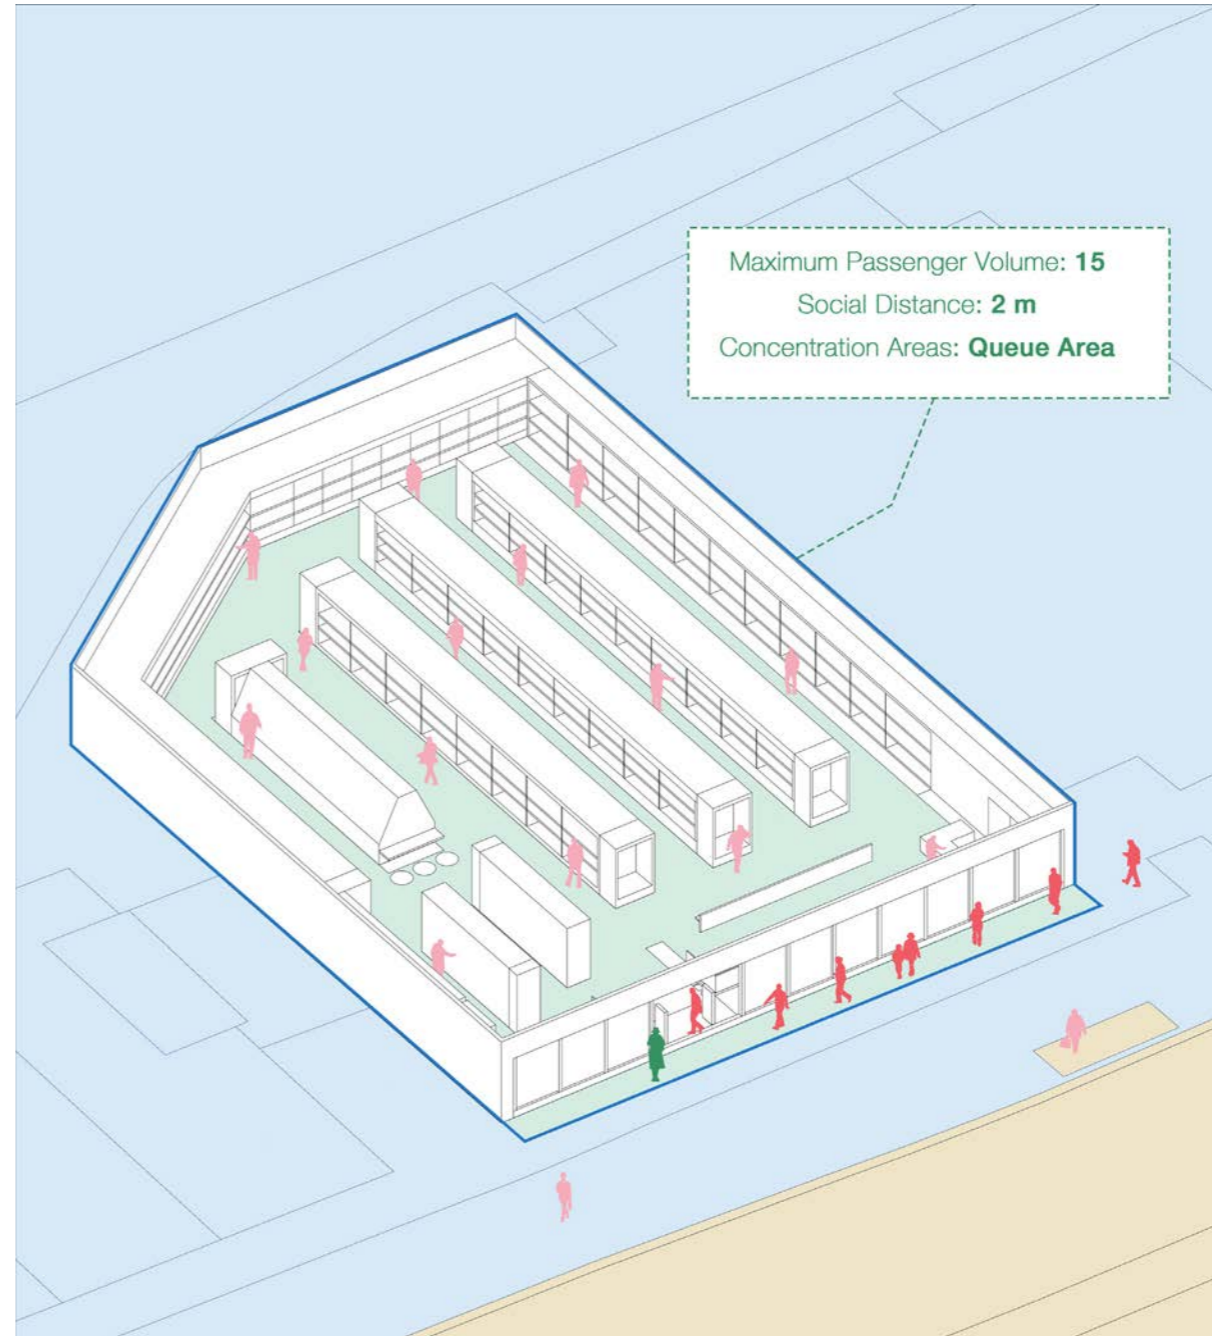 Maximum Passenger Volume: 15
Social Distance: 2 m
Concentration Areas: Queue Area